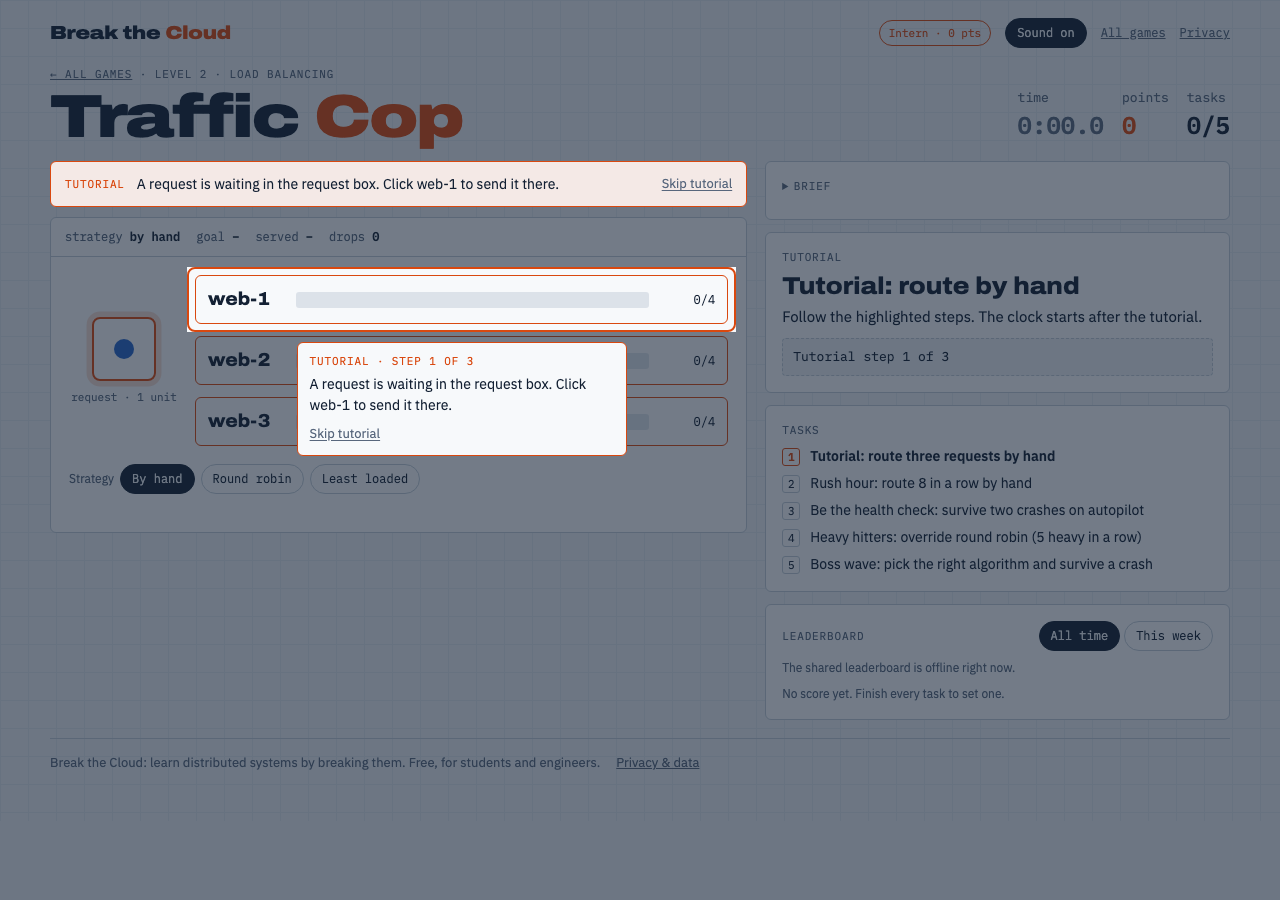 Break the Cloud
Intern · 0 pts
Sound on
All games
Privacy
← ALL GAMES · LEVEL 2 · LOAD BALANCING
Traffic Cop
time
0:00.0
points
0
tasks
0/5
TUTORIAL A request is waiting in the request box. Click web-1 to send it there. Skip tutorial
strategy by hand goal – served – drops 0
request · 1 unit
web-1 0/4
web-2 0/4
web-3 0/4
TUTORIAL · STEP 1 OF 3
A request is waiting in the request box. Click
web-1 to send it there.
Skip tutorial
Strategy By hand Round robin Least loaded
▶ BRIEF
TUTORIAL
Tutorial: route by hand
Follow the highlighted steps. The clock starts after the tutorial.
Tutorial step 1 of 3
TASKS
1 Tutorial: route three requests by hand
2 Rush hour: route 8 in a row by hand
3 Be the health check: survive two crashes on autopilot
4 Heavy hitters: override round robin (5 heavy in a row)
5 Boss wave: pick the right algorithm and survive a crash
LEADERBOARD All time This week
The shared leaderboard is offline right now.
No score yet. Finish every task to set one.
Break the Cloud: learn distributed systems by breaking them. Free, for students and engineers. Privacy & data